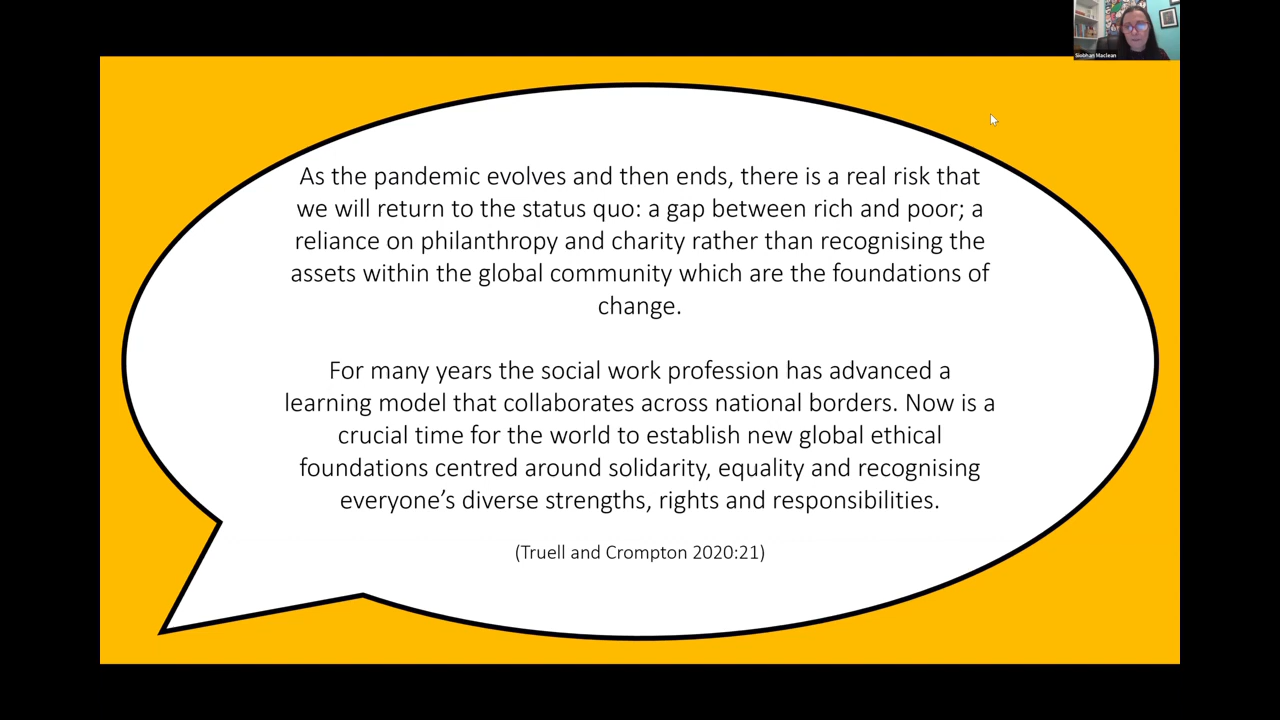 Siobhan Maclean
As the pandemic evolves and then ends, there is a real risk that
we will return to the status quo: a gap between rich and poor; a
reliance on philanthropy and charity rather than recognising the
assets within the global community which are the foundations of
change.
For many years the social work profession has advanced a
learning model that collaborates across national borders. Now is a
crucial time for the world to establish new global ethical
foundations centred around solidarity, equality and recognising
everyone’s diverse strengths, rights and responsibilities.
(Truell and Crompton 2020:21)